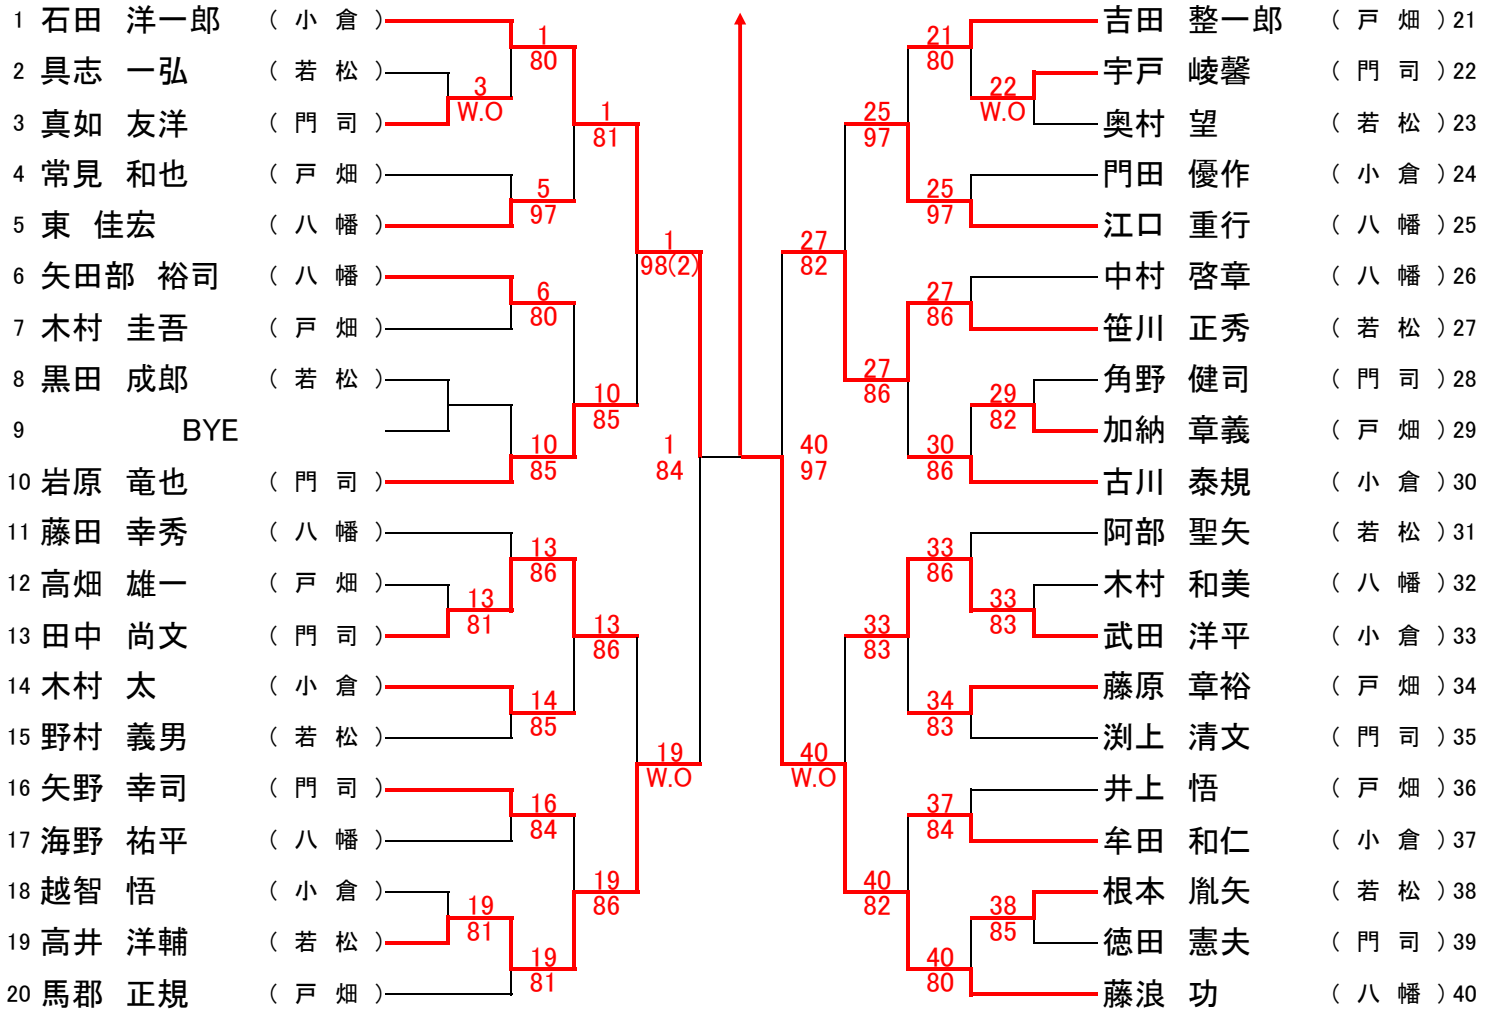 1 石田 洋一郎 ( 小 倉 )
2 具志 一弘 ( 若 松 )
3 真如 友洋 ( 門 司 )
4 常見 和也 ( 戸 畑 )
5 東 佳宏 ( 八 幡 )
6 矢田部 裕司 ( 八 幡 )
7 木村 圭吾 ( 戸 畑 )
8 黒田 成郎 ( 若 松 )
9 BYE
10 岩原 竜也 ( 門 司 )
11 藤田 幸秀 ( 八 幡 )
12 高畑 雄一 ( 戸 畑 )
13 田中 尚文 ( 門 司 )
14 木村 太 ( 小 倉 )
15 野村 義男 ( 若 松 )
16 矢野 幸司 ( 門 司 )
17 海野 祐平 ( 八 幡 )
18 越智 悟 ( 小 倉 )
19 高井 洋輔 ( 若 松 )
20 馬郡 正規 ( 戸 畑 )
3
W.O
13
81
19
81
1
80
5
97
6
80
10
85
13
86
14
85
16
84
19
81
1
81
10
85
13
86
19
86
1
98(2)
19
W.O
1
84
40
97
27
82
40
W.O
25
97
27
86
33
83
40
82
21
80
25
97
27
86
30
86
33
86
34
83
37
84
40
80
22
W.O
29
82
33
83
38
85
吉田 整一郎 ( 戸 畑 ) 21
宇戸 崚馨 ( 門 司 ) 22
奥村 望 ( 若 松 ) 23
門田 優作 ( 小 倉 ) 24
江口 重行 ( 八 幡 ) 25
中村 啓章 ( 八 幡 ) 26
笹川 正秀 ( 若 松 ) 27
角野 健司 ( 門 司 ) 28
加納 章義 ( 戸 畑 ) 29
古川 泰規 ( 小 倉 ) 30
阿部 聖矢 ( 若 松 ) 31
木村 和美 ( 八 幡 ) 32
武田 洋平 ( 小 倉 ) 33
藤原 章裕 ( 戸 畑 ) 34
渕上 清文 ( 門 司 ) 35
井上 悟 ( 戸 畑 ) 36
牟田 和仁 ( 小 倉 ) 37
根本 胤矢 ( 若 松 ) 38
徳田 憲夫 ( 門 司 ) 39
藤浪 功 ( 八 幡 ) 40